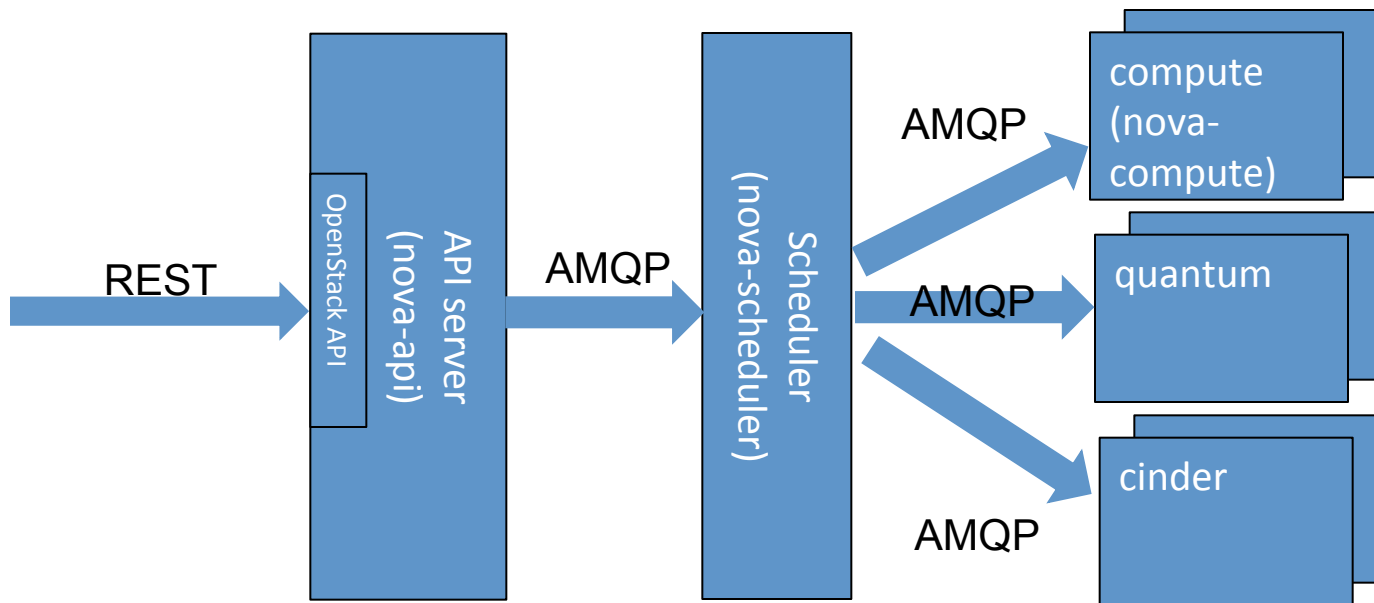 REST
OpenStack API
API server
(nova-api)
AMQP
Scheduler
(nova-scheduler)
AMQP
AMQP
AMQP
compute
(nova-
compute)
quantum
cinder